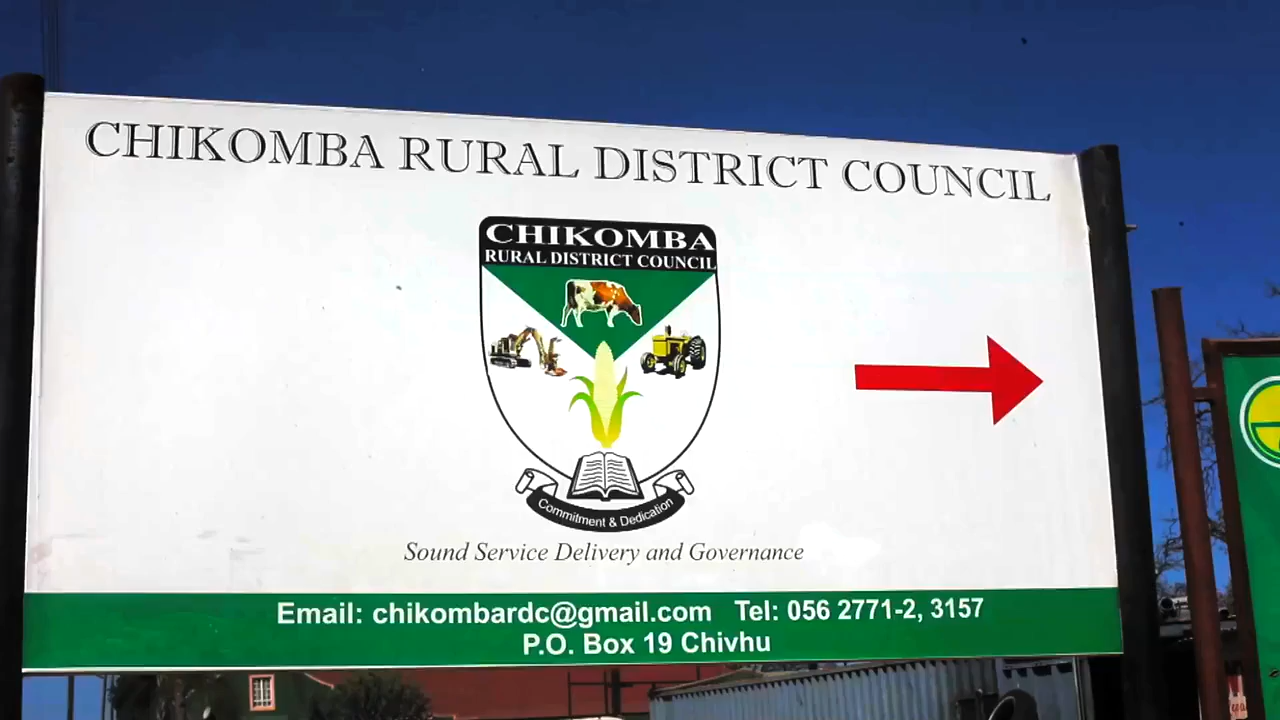 CHIKOMBA RURAL DISTRICT COUNCIL
CHIKOMBA
RURAL DISTRICT COUNCIL
Commitment & Dedication
Sound Service Delivery and Governance
Email: chikombardc@gmail.com Tel: 056 2771-2, 3157
P.O. Box 19 Chivhu